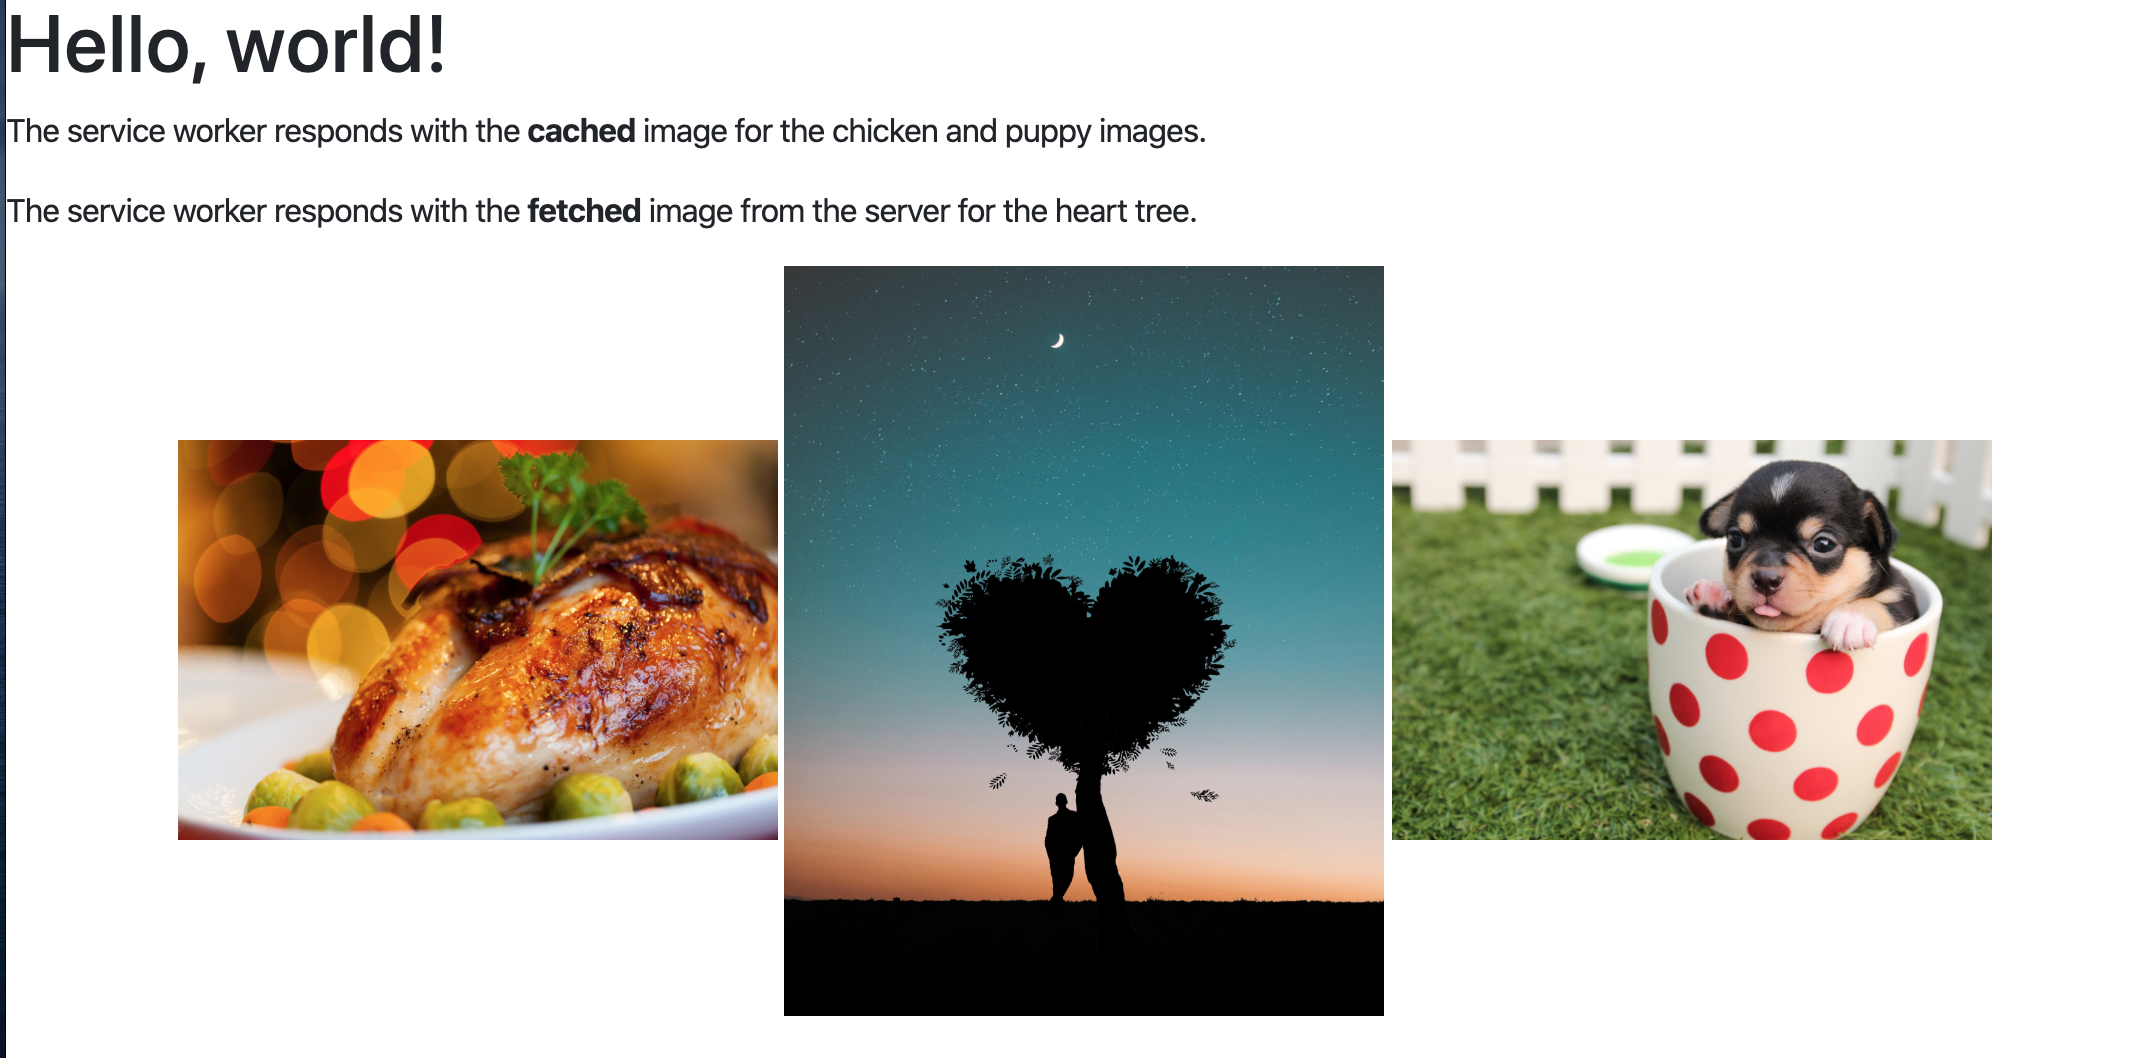 Hello, world!
The service worker responds with the cached image for the chicken and puppy images.
The service worker responds with the fetched image from the server for the heart tree.